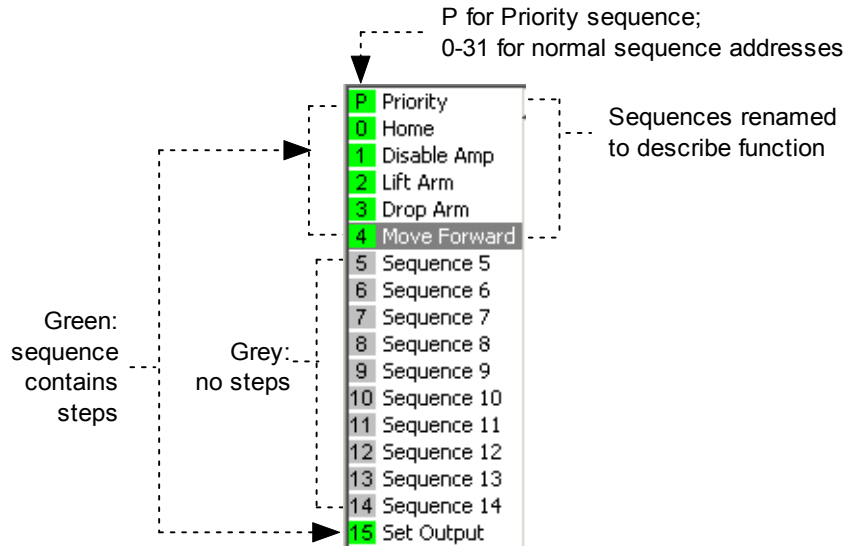 P for Priority sequence;
0-31 for normal sequence addresses
P Priority
0 Home
1 Disable Amp
2 Lift Arm
3 Drop Arm
4 Move Forward
5 Sequence 5
6 Sequence 6
7 Sequence 7
8 Sequence 8
9 Sequence 9
10 Sequence 10
11 Sequence 11
12 Sequence 12
13 Sequence 13
14 Sequence 14
15 Set Output
Sequences renamed
to describe function
Green:
sequence
contains
steps
Grey:
no steps